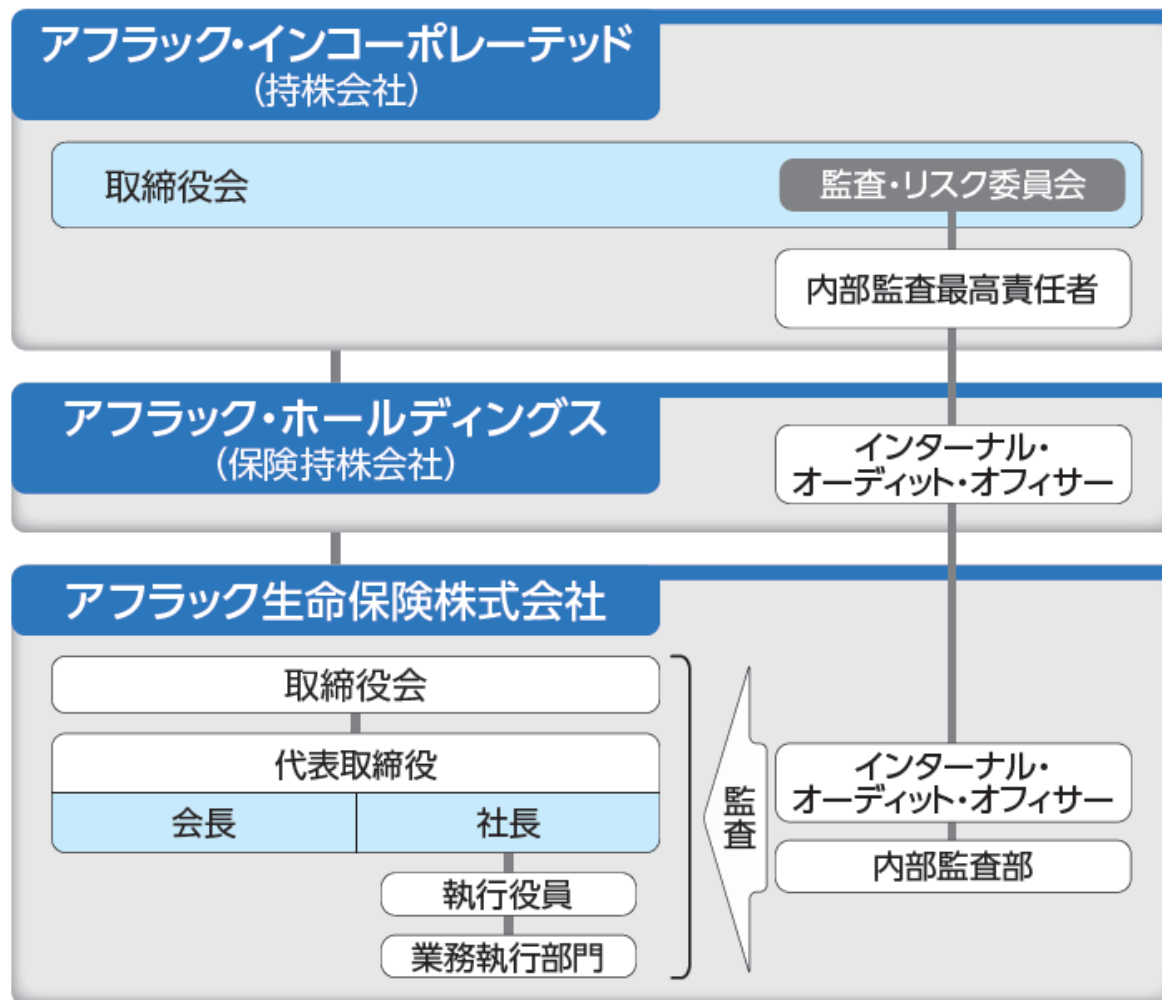 アフラック・インコーポレーテッド
（持株会社）
取締役会
監査・リスク委員会
内部監査最高責任者
アフラック・ホールディングス
（保険持株会社）
インターナル・
オーディット・オフィサー
アフラック生命保険株式会社
取締役会
代表取締役
会長
社長
執行役員
業務執行部門
監査
インターナル・
オーディット・オフィサー
内部監査部